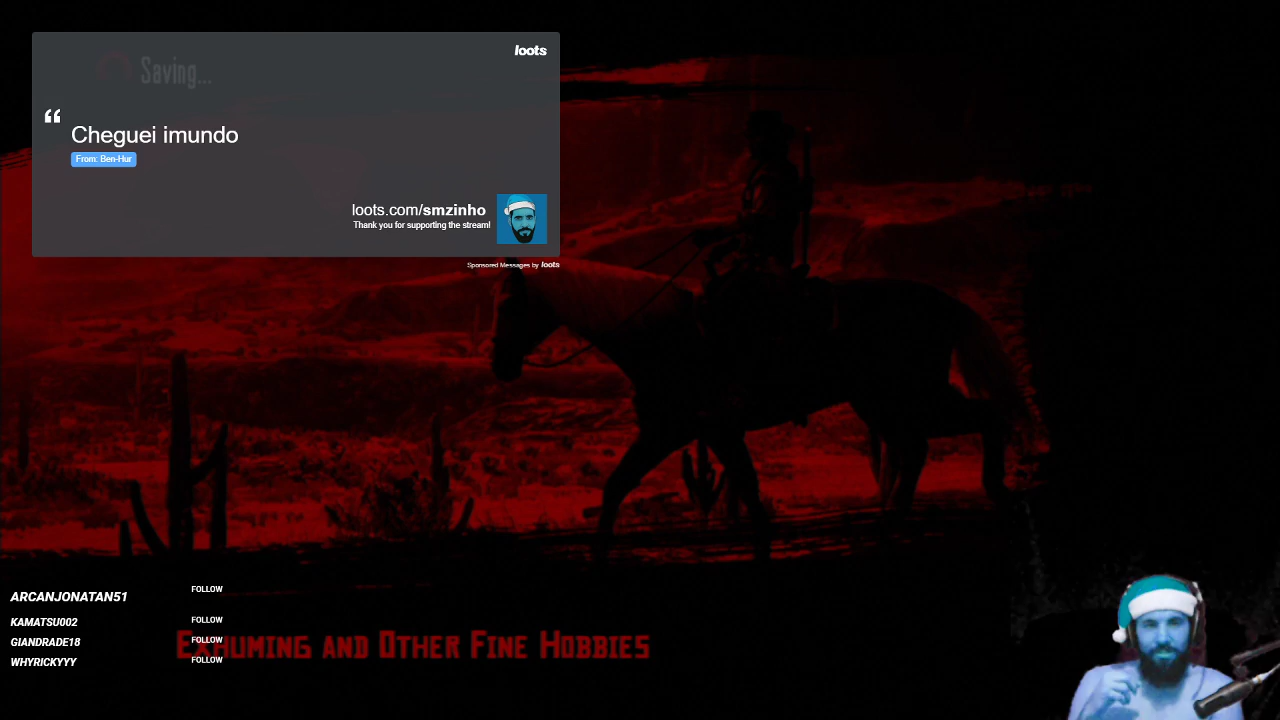 loots
Saving...
“
Cheguei imundo
From: Ben-Hur
loots.com/smzinho
Thank you for supporting the stream!
Sponsored Messages by loots
ARCANJONATAN51 FOLLOW
KAMATSU002 FOLLOW
GIANDRADE18 FOLLOW
WHYRICKYYY FOLLOW
Exhuming and Other Fine Hobbies